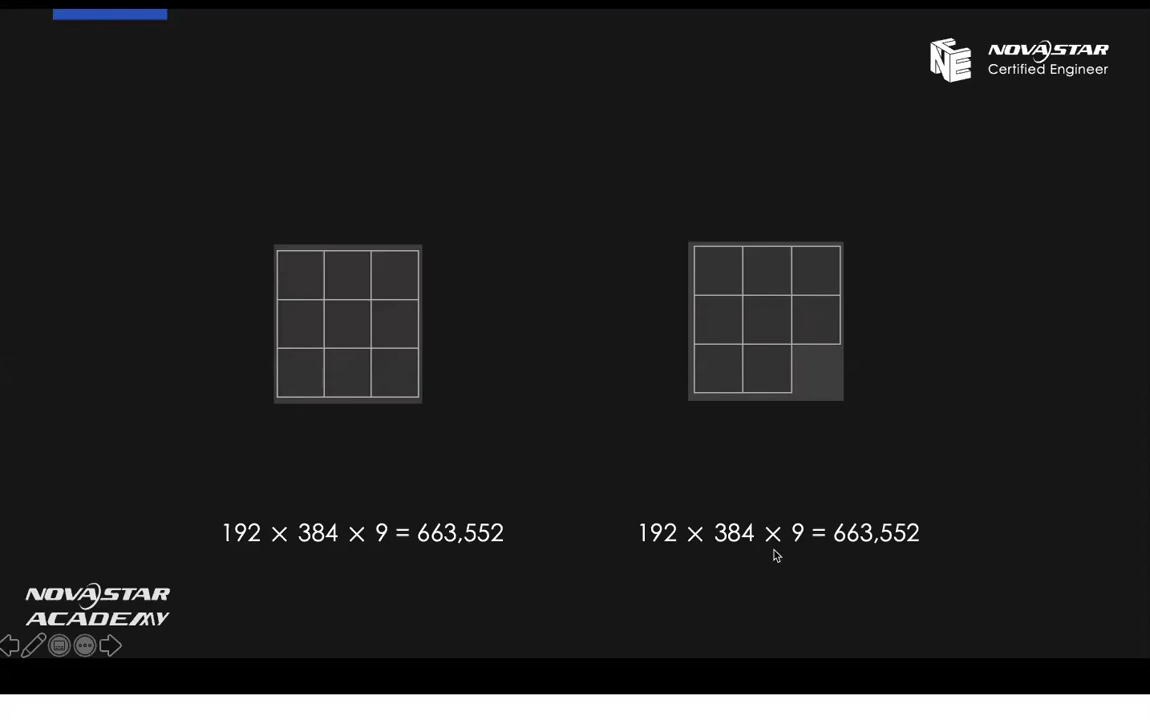 NOVASTAR
Certified Engineer
192 × 384 × 9 = 663,552
192 × 384 × 9 = 663,552
NOVASTAR
ACADEMY